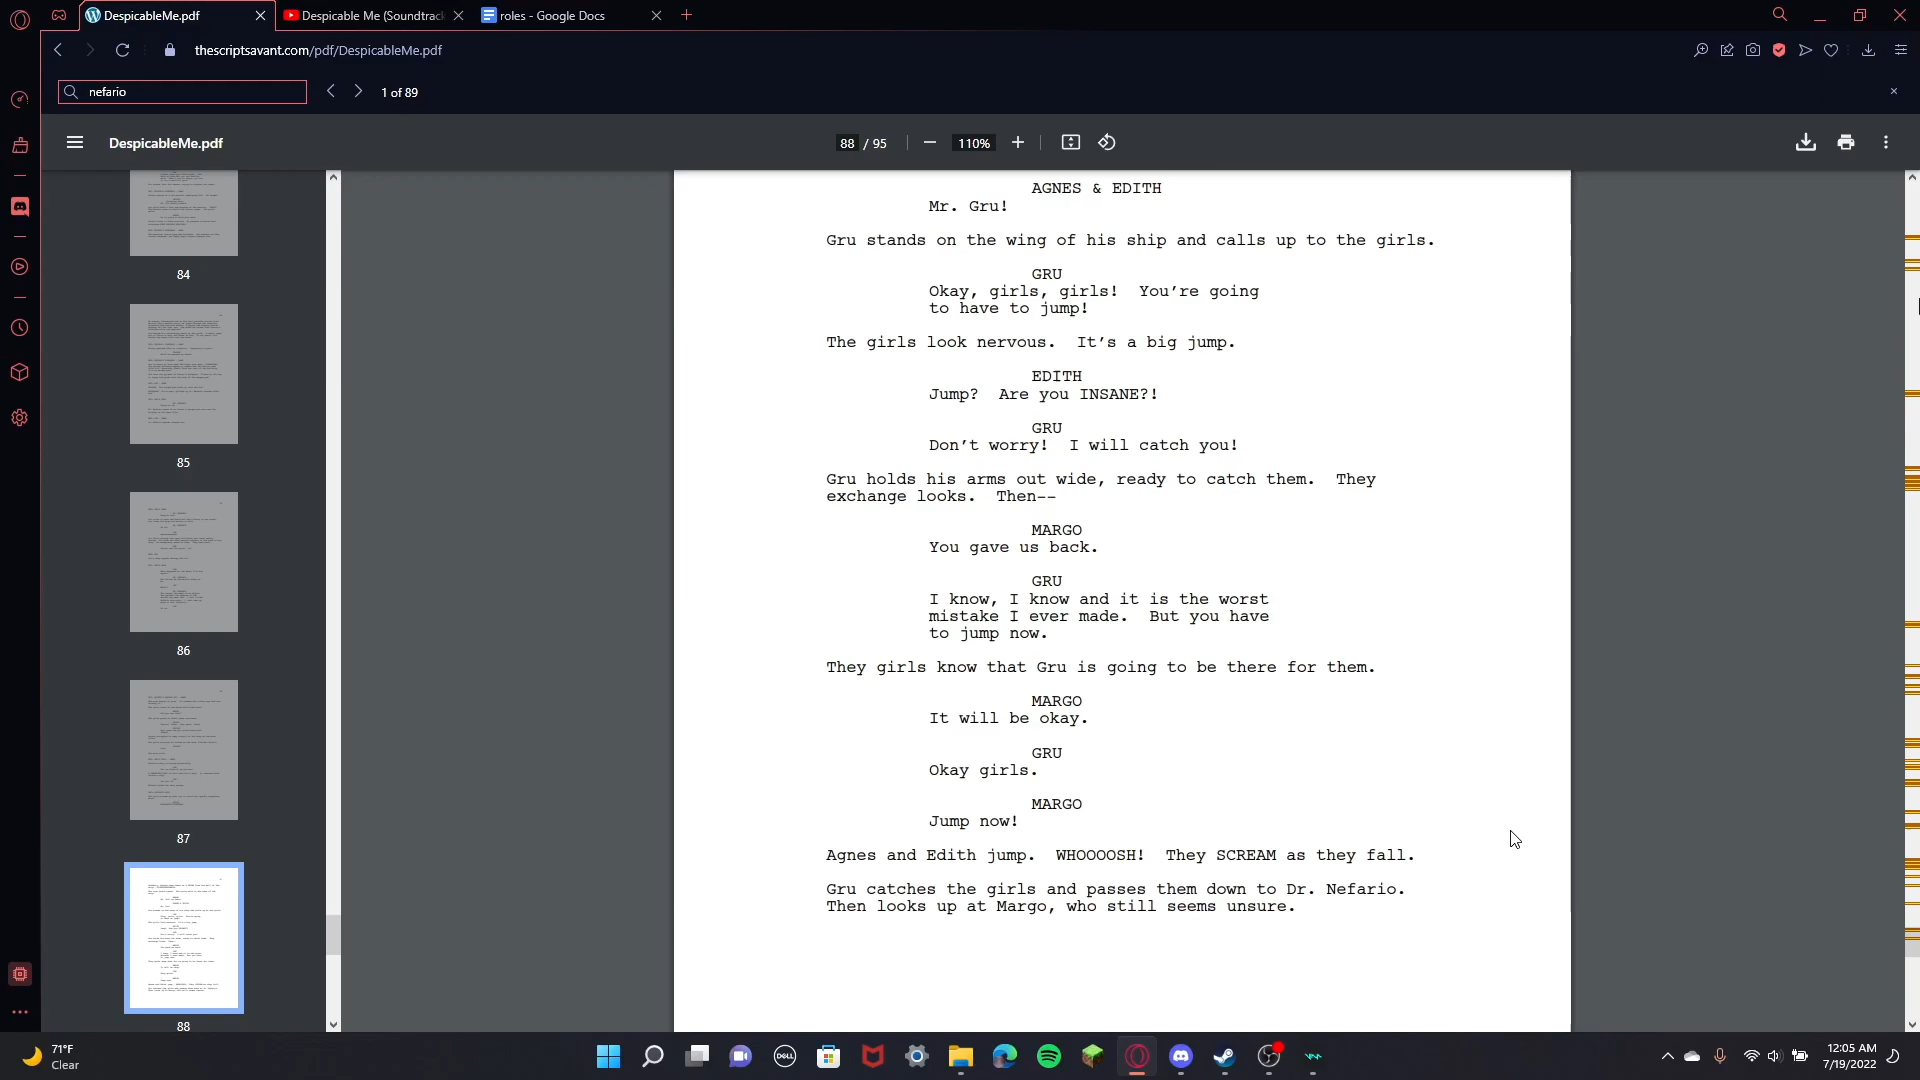 DespicableMe.pdf
Despicable Me (Soundtrac
roles - Google Docs
thescriptsavant.com/pdf/DespicableMe.pdf
nefario
1 of 89
DespicableMe.pdf
88 / 95
110%
84
85
86
87
88
AGNES & EDITH
Mr. Gru!
Gru stands on the wing of his ship and calls up to the girls.
GRU
Okay, girls, girls!  You're going
to have to jump!
The girls look nervous.  It's a big jump.
EDITH
Jump?  Are you INSANE?!
GRU
Don't worry!  I will catch you!
Gru holds his arms out wide, ready to catch them.  They
exchange looks.  Then--
MARGO
You gave us back.
GRU
I know, I know and it is the worst
mistake I ever made.  But you have
to jump now.
They girls know that Gru is going to be there for them.
MARGO
It will be okay.
GRU
Okay girls.
MARGO
Jump now!
Agnes and Edith jump.  WHOOOOSH!  They SCREAM as they fall.
Gru catches the girls and passes them down to Dr. Nefario.
Then looks up at Margo, who still seems unsure.
71°F
Clear
DELL
12:05 AM
7/19/2022